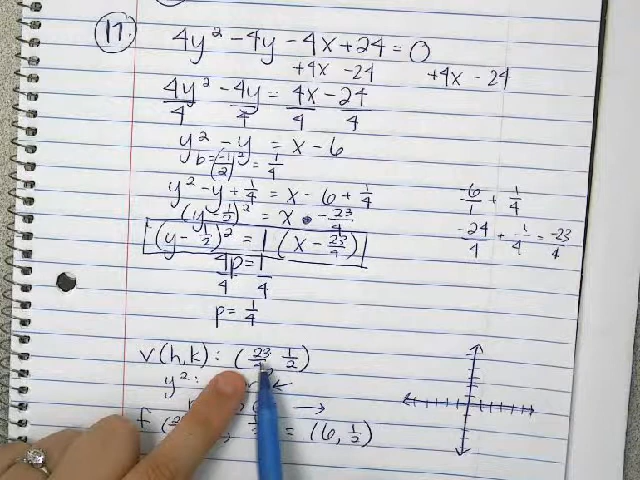 17.
4y² - 4y - 4x + 24 = 0
+4x -24 +4x - 24
4y²/4 - 4y/4 = 4x/4 - 24/4
y² - y = x - 6
b = (-1/2)² = 1/4
y² - y + 1/4 = x - 6 + 1/4
-6/1 + 1/4
(y - 1/2)² = x - 23/4
-24/4 + 1/4 = -23/4
(y - 1/2)² = 1 (x - 23/4)
4p/4 = 1/4
p = 1/4
v(h,k): (23/4, 1/2)
y²:
f = (6, 1/2)